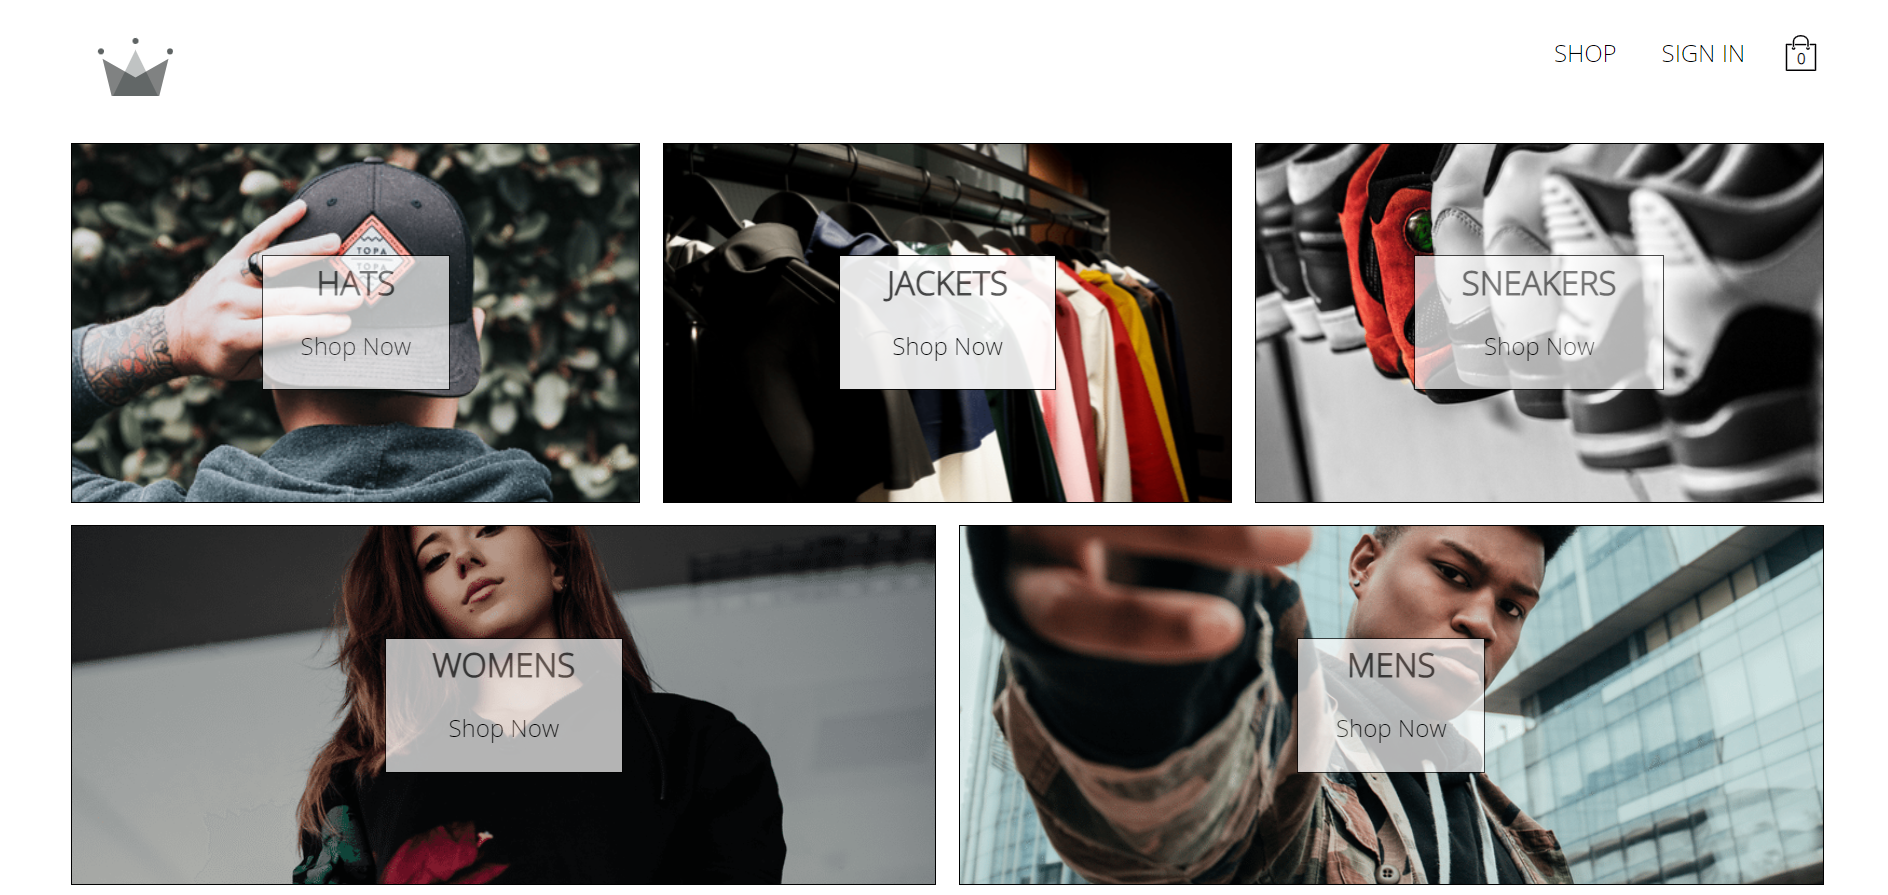 SHOP
SIGN IN
0
TOPA
TOPA
HATS
Shop Now
JACKETS
Shop Now
SNEAKERS
Shop Now
WOMENS
Shop Now
MENS
Shop Now